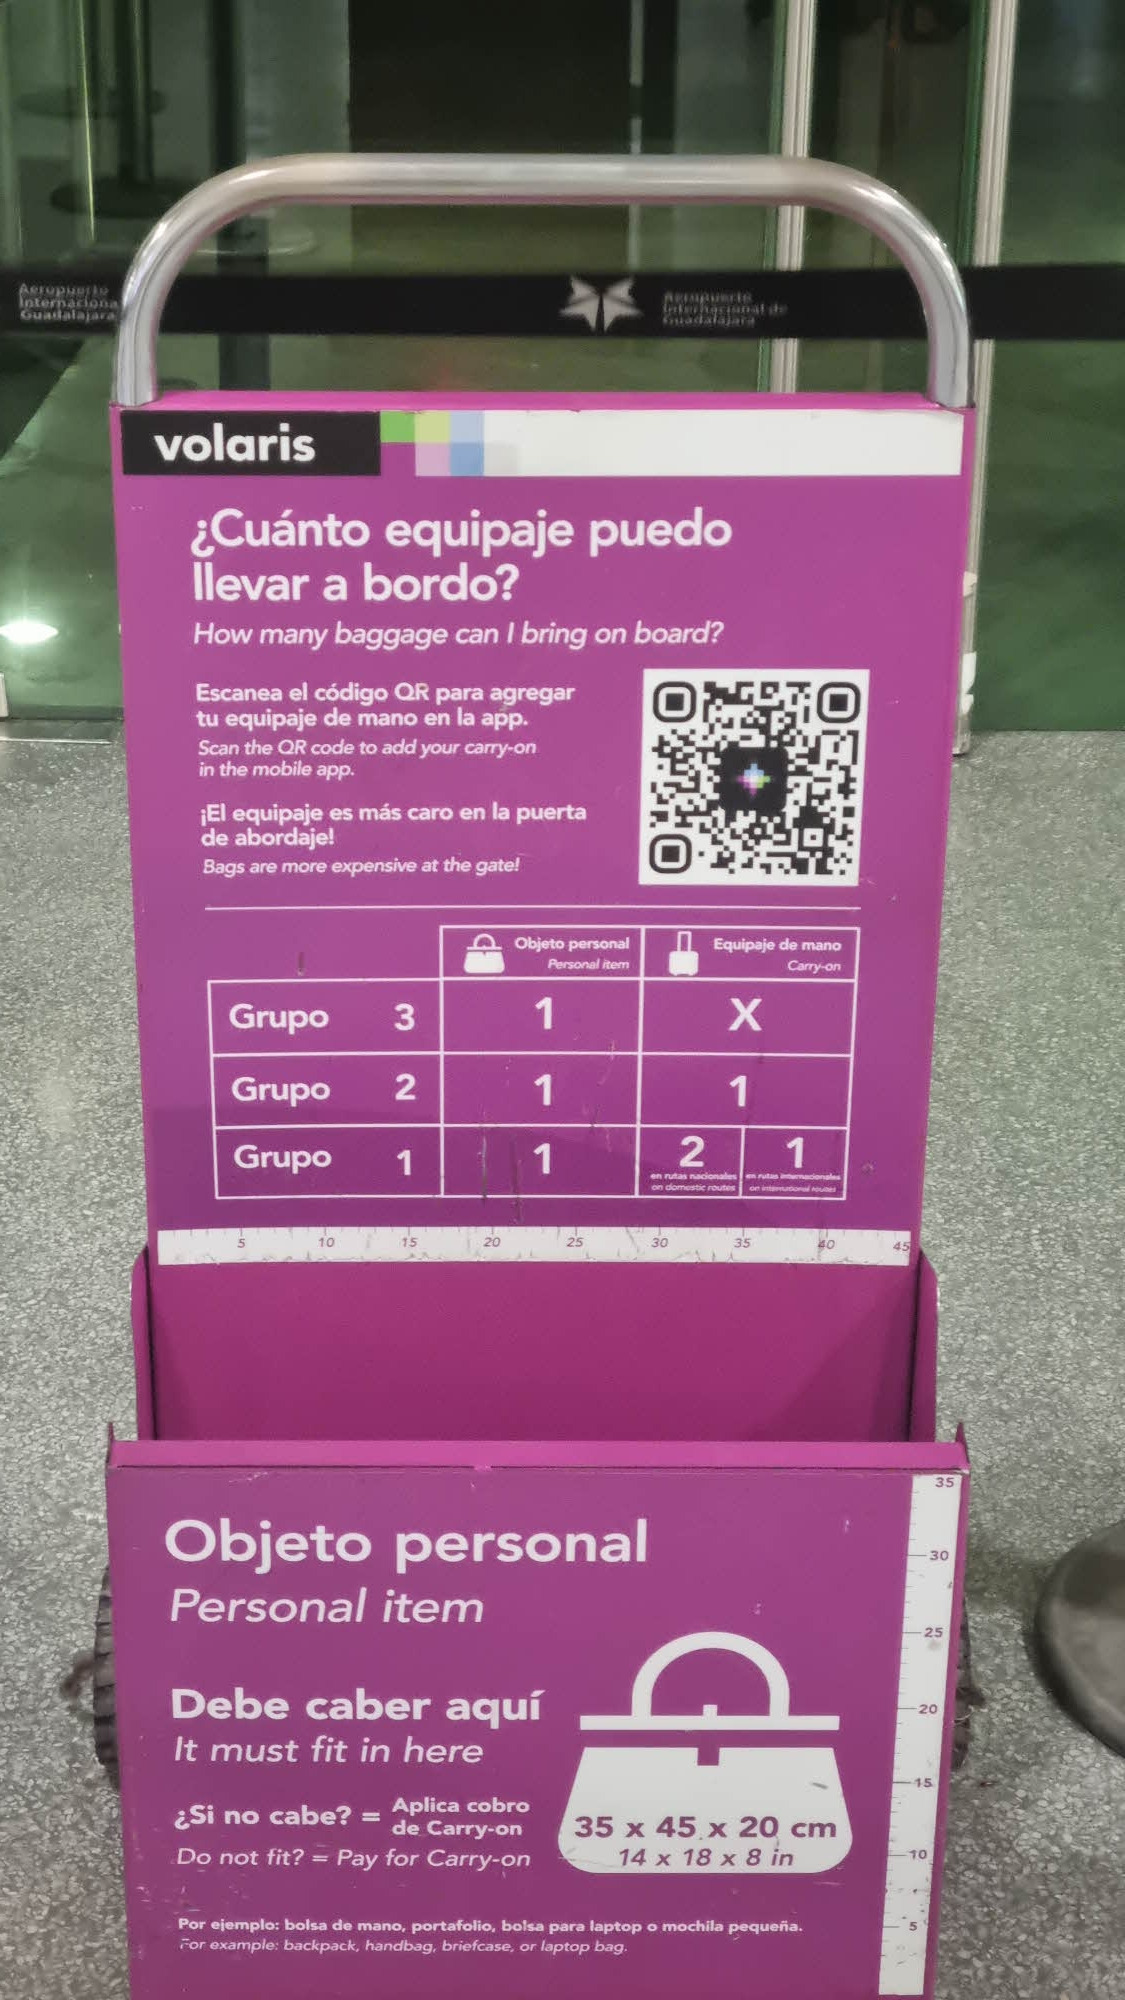 Aeropuerto
Internaciona
Guadalajara
Aeropuerto
Internacional de
Guadalajara
volaris
¿Cuánto equipaje puedo
llevar a bordo?
How many baggage can I bring on board?
Escanea el código QR para agregar
tu equipaje de mano en la app.
Scan the QR code to add your carry-on
in the mobile app.
¡El equipaje es más caro en la puerta
de abordaje!
Bags are more expensive at the gate!
Objeto personal Equipaje de mano
Personal item Carry-on
Grupo 3 1 X
Grupo 2 1 1
Grupo 1 1 2 1
en rutas nacionales en rutas internacionales
on domestic routes on international routes
5 10 15 20 25 30 35 40 45
Objeto personal
Personal item
Debe caber aquí
It must fit in here
¿Si no cabe? = Aplica cobro
de Carry-on
Do not fit? = Pay for Carry-on
35 x 45 x 20 cm
14 x 18 x 8 in
Por ejemplo: bolsa de mano, portafolio, bolsa para laptop o mochila pequeña.
For example: backpack, handbag, briefcase, or laptop bag.
35
30
25
20
15
10
5